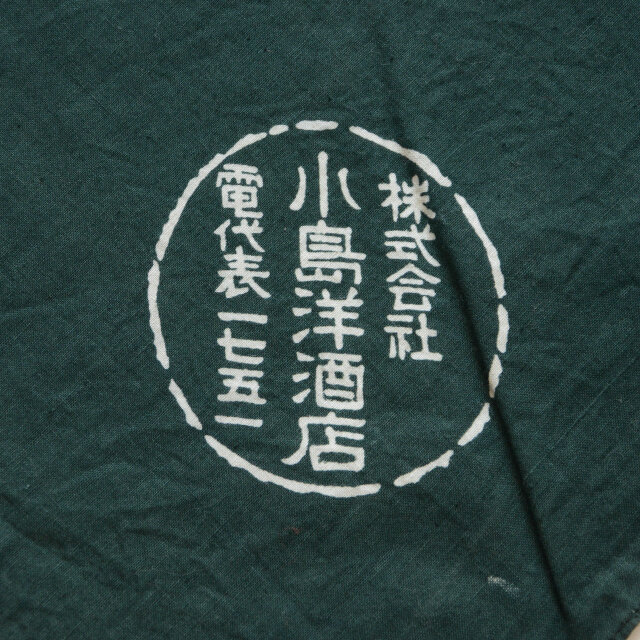 株式会社
小島洋酒店
電代表一七五一